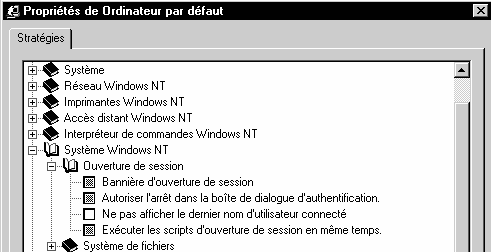 Propriétés de Ordinateur par défaut
Stratégies
Système
Réseau Windows NT
Imprimantes Windows NT
Accès distant Windows NT
Interpréteur de commandes Windows NT
Système Windows NT
Ouverture de session
Bannière d'ouverture de session
Autoriser l'arrêt dans la boîte de dialogue d'authentification.
Ne pas afficher le dernier nom d'utilisateur connecté
Exécuter les scripts d'ouverture de session en même temps.
Système de fichiers